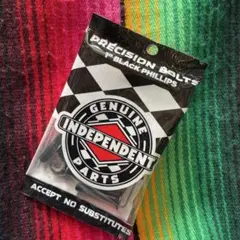 PRECISION BOLTS
1" BLACK PHILLIPS
GENUINE
INDEPENDENT
PARTS
ACCEPT NO SUBSTITUTES